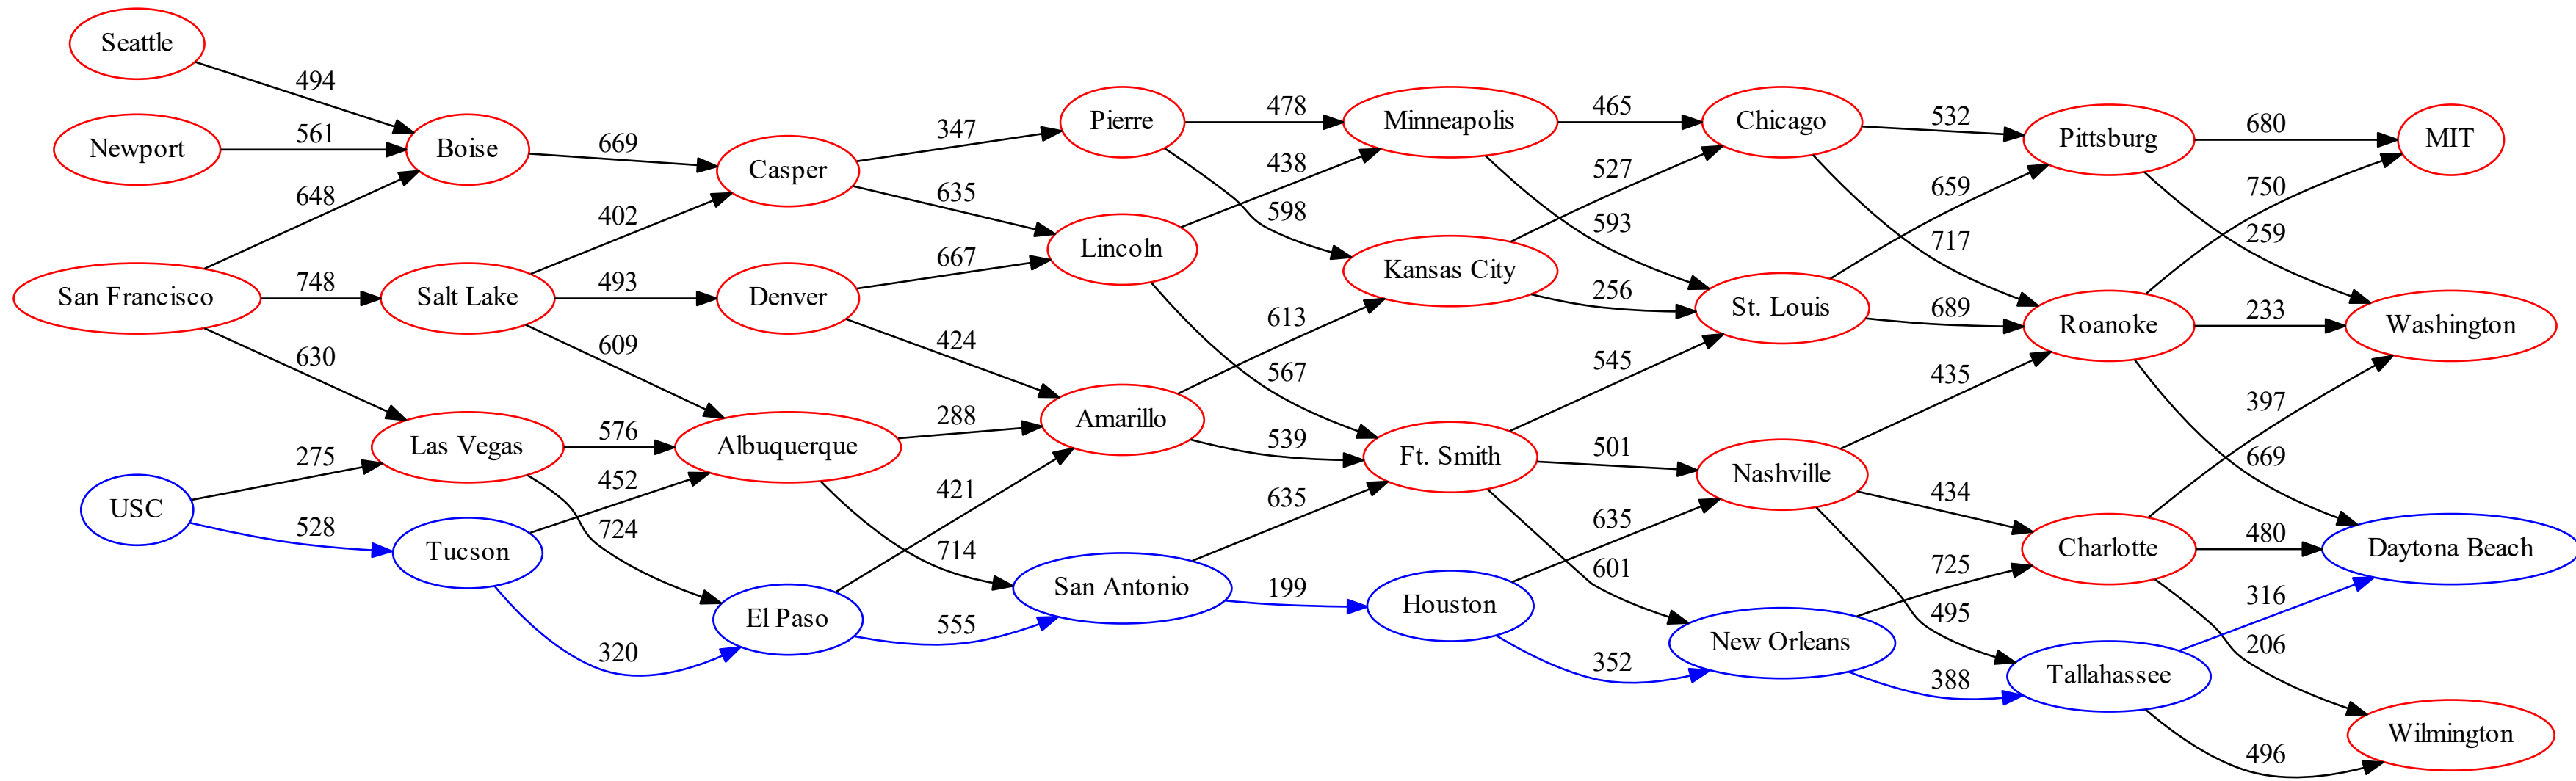 Seattle
494
Newport
561
Boise
648
San Francisco
748
Salt Lake
630
Las Vegas
USC
275
528
Tucson
669
402
493
609
576
452
724
320
Casper
Denver
Albuquerque
El Paso
347
635
667
424
288
421
714
555
Pierre
Lincoln
Amarillo
San Antonio
478
438
598
613
567
539
635
199
Minneapolis
Kansas City
Ft. Smith
Houston
465
527
593
256
545
501
635
601
352
Chicago
St. Louis
Nashville
New Orleans
532
659
717
689
435
434
725
495
388
Pittsburg
Roanoke
Charlotte
Tallahassee
680
750
259
233
397
669
480
316
206
496
MIT
Washington
Daytona Beach
Wilmington